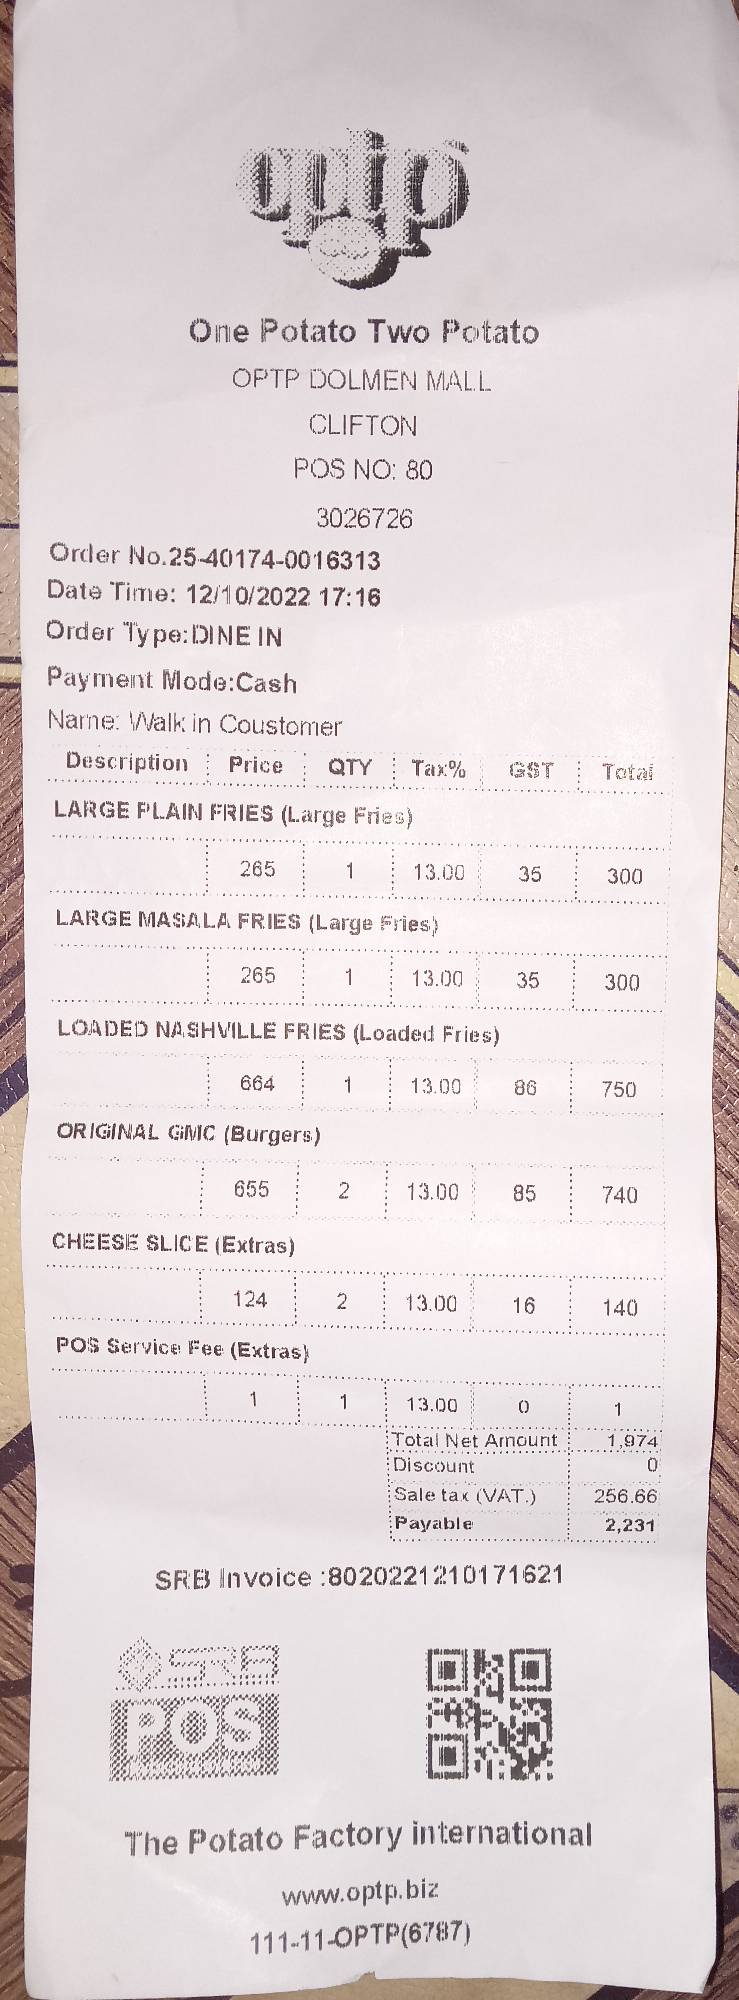 optp
One Potato Two Potato
OPTP DOLMEN MALL
CLIFTON
POS NO: 80
3026726
Order No.25-40174-0016313
Date Time: 12/10/2022 17:16
Order Type:DINE IN
Payment Mode:Cash
Name: Walk in Coustomer
Description Price QTY Tax% GST Total
LARGE PLAIN FRIES (Large Fries)
265 1 13.00 35 300
LARGE MASALA FRIES (Large Fries)
265 1 13.00 35 300
LOADED NASHVILLE FRIES (Loaded Fries)
664 1 13.00 86 750
ORIGINAL GMC (Burgers)
655 2 13.00 85 740
CHEESE SLICE (Extras)
124 2 13.00 16 140
POS Service Fee (Extras)
1 1 13.00 0 1
Total Net Amount 1,974
Discount 0
Sale tax (VAT.) 256.66
Payable 2,231
SRB Invoice :8020221210171621
SRB
POS
The Potato Factory international
www.optp.biz
111-11-OPTP(6787)